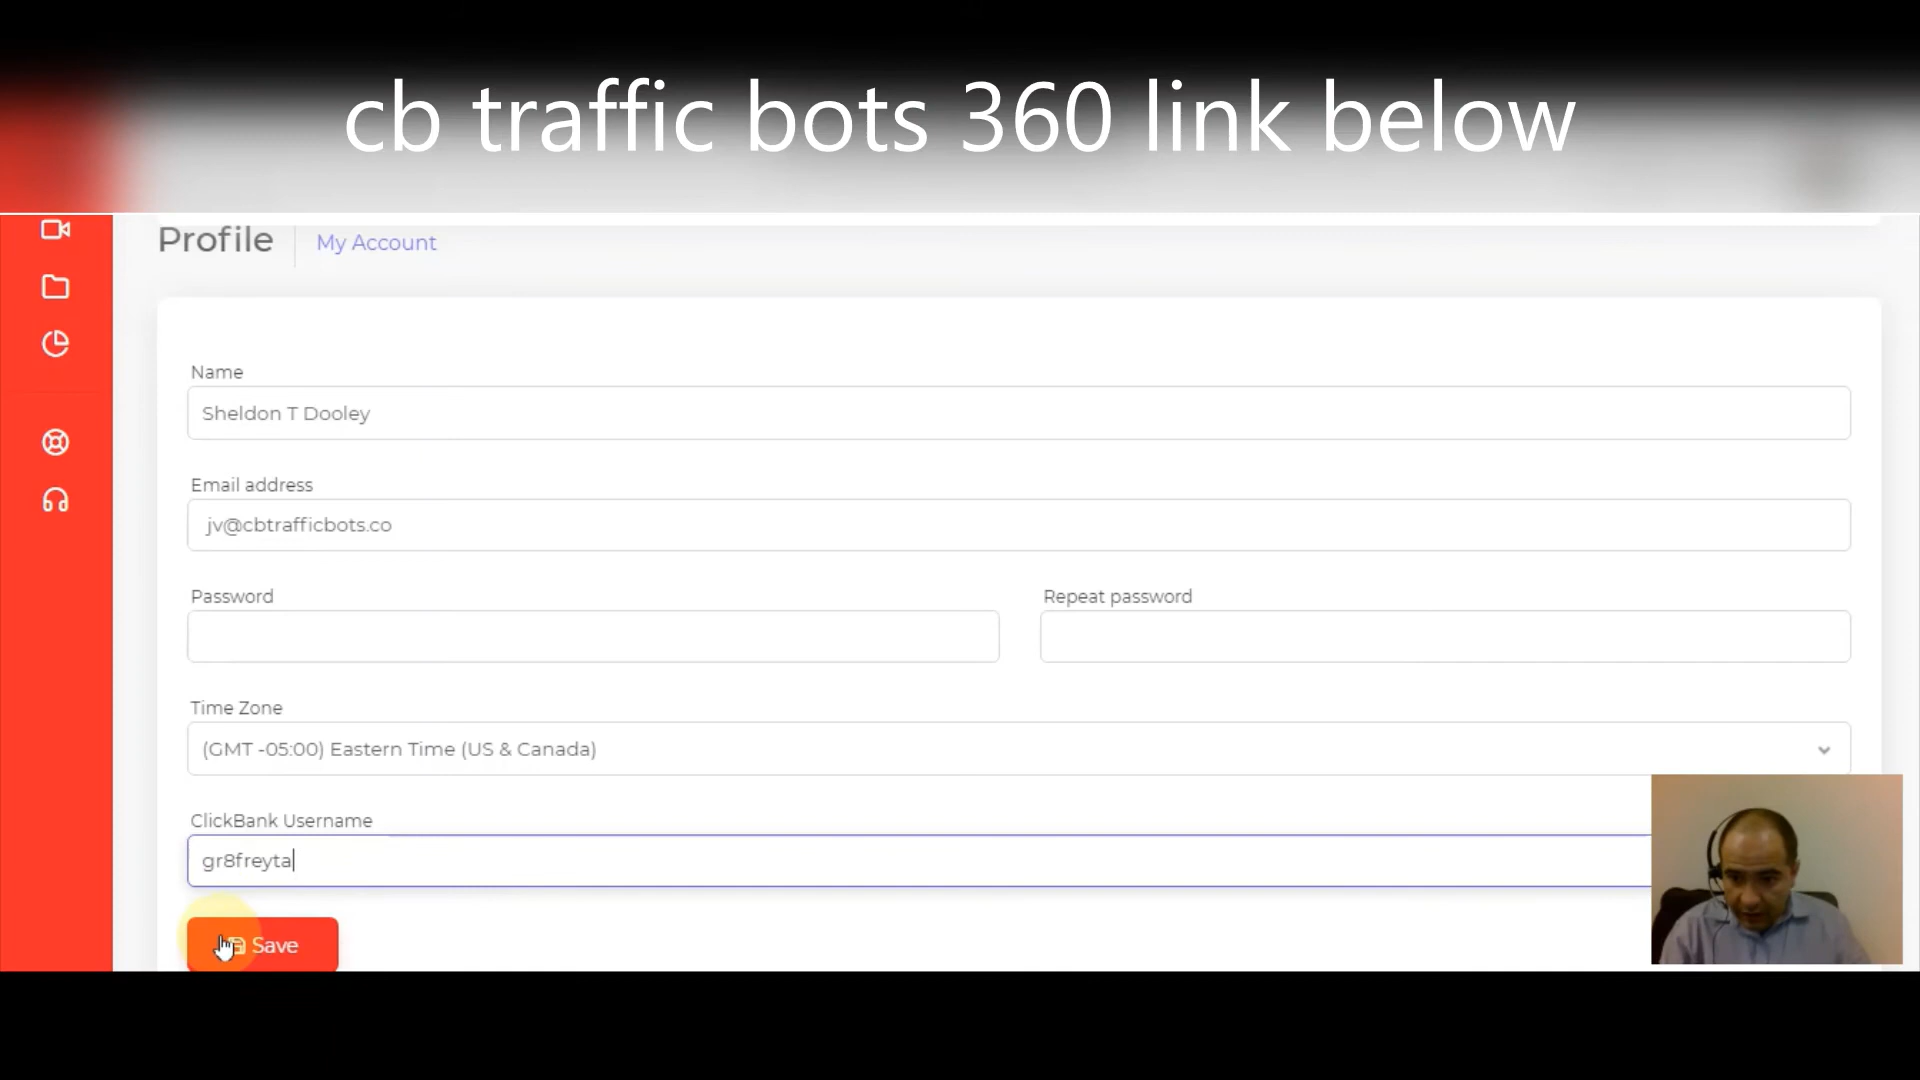 cb traffic bots 360 link below
Profile
My Account
Name
Sheldon T Dooley
Email address
jv@cbtrafficbots.co
Password
Repeat password
Time Zone
(GMT -05:00) Eastern Time (US & Canada)
ClickBank Username
gr8freyta
Save